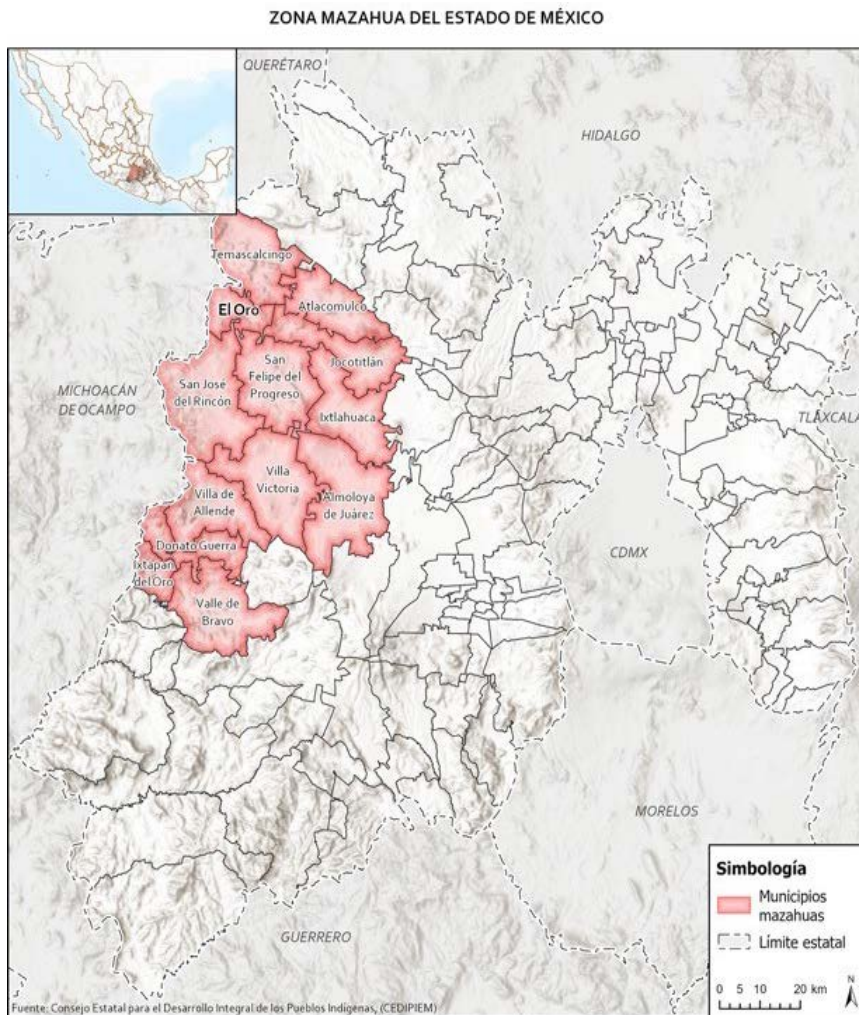 ZONA MAZAHUA DEL ESTADO DE MÉXICO
QUERÉTARO
HIDALGO
Temascalcingo
El Oro
Atlacomulco
MICHOACÁN
DE OCAMPO
San José
del Rincón
San
Felipe del
Progreso
Jocotitlán
Ixtlahuaca
TLAXCALA
Villa de
Allende
Villa
Victoria
Almoloya
de Juárez
Donato Guerra
Ixtapan
del Oro
Valle de
Bravo
CDMX
MORELOS
GUERRERO
Simbología
Municipios
mazahuas
Límite estatal
0 5 10 20 km
N
Fuente: Consejo Estatal para el Desarrollo Integral de los Pueblos Indígenas, (CEDIPIEM)